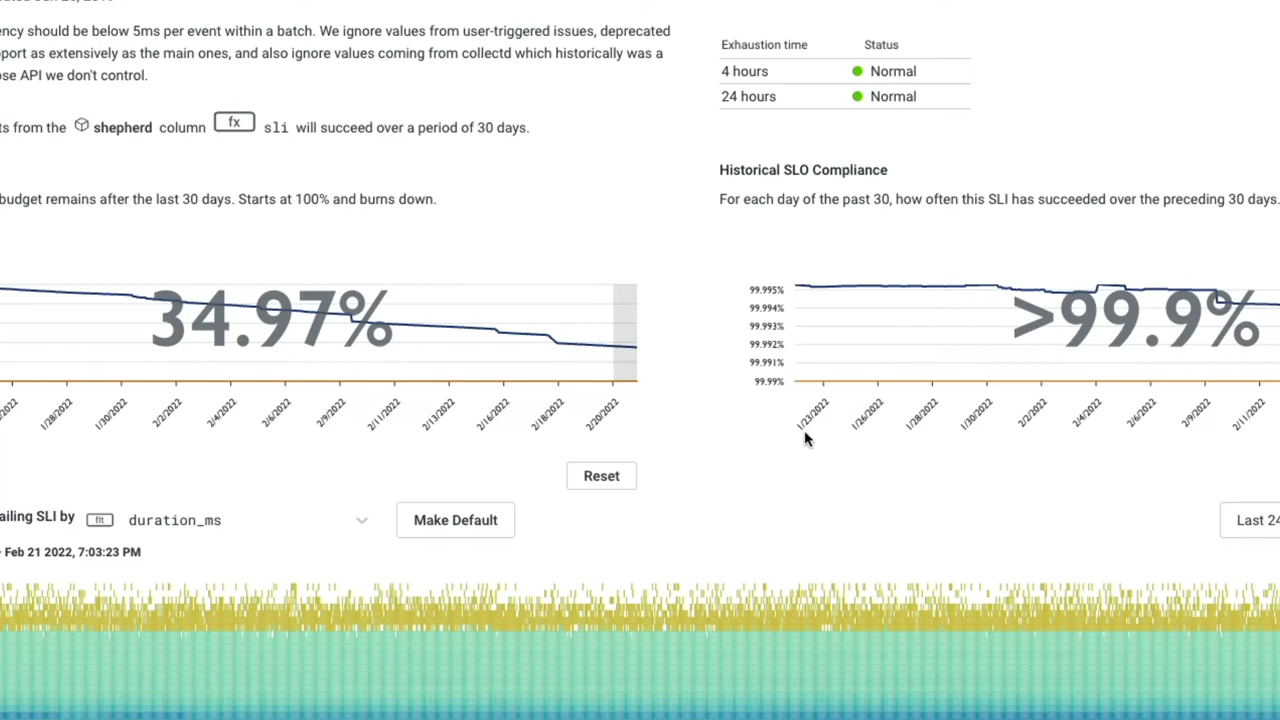 ency should be below 5ms per event within a batch. We ignore values from user-triggered issues, deprecated
port as extensively as the main ones, and also ignore values coming from collectd which historically was a
ose API we don't control.
ts from the shepherd column fx sli will succeed over a period of 30 days.
budget remains after the last 30 days. Starts at 100% and burns down.
34.97%
1/28/2022
1/30/2022
2/2/2022
2/4/2022
2/6/2022
2/9/2022
2/11/2022
2/13/2022
2/16/2022
2/18/2022
2/20/2022
Reset
Exhaustion time Status
4 hours Normal
24 hours Normal
Historical SLO Compliance
For each day of the past 30, how often this SLI has succeeded over the preceding 30 days.
>99.9%
99.995%
99.994%
99.993%
99.992%
99.991%
99.99%
1/23/2022
1/26/2022
1/28/2022
1/30/2022
2/2/2022
2/4/2022
2/6/2022
2/9/2022
2/11/2022
ailing SLI by flt duration_ms Make Default
Last 24
- Feb 21 2022, 7:03:23 PM